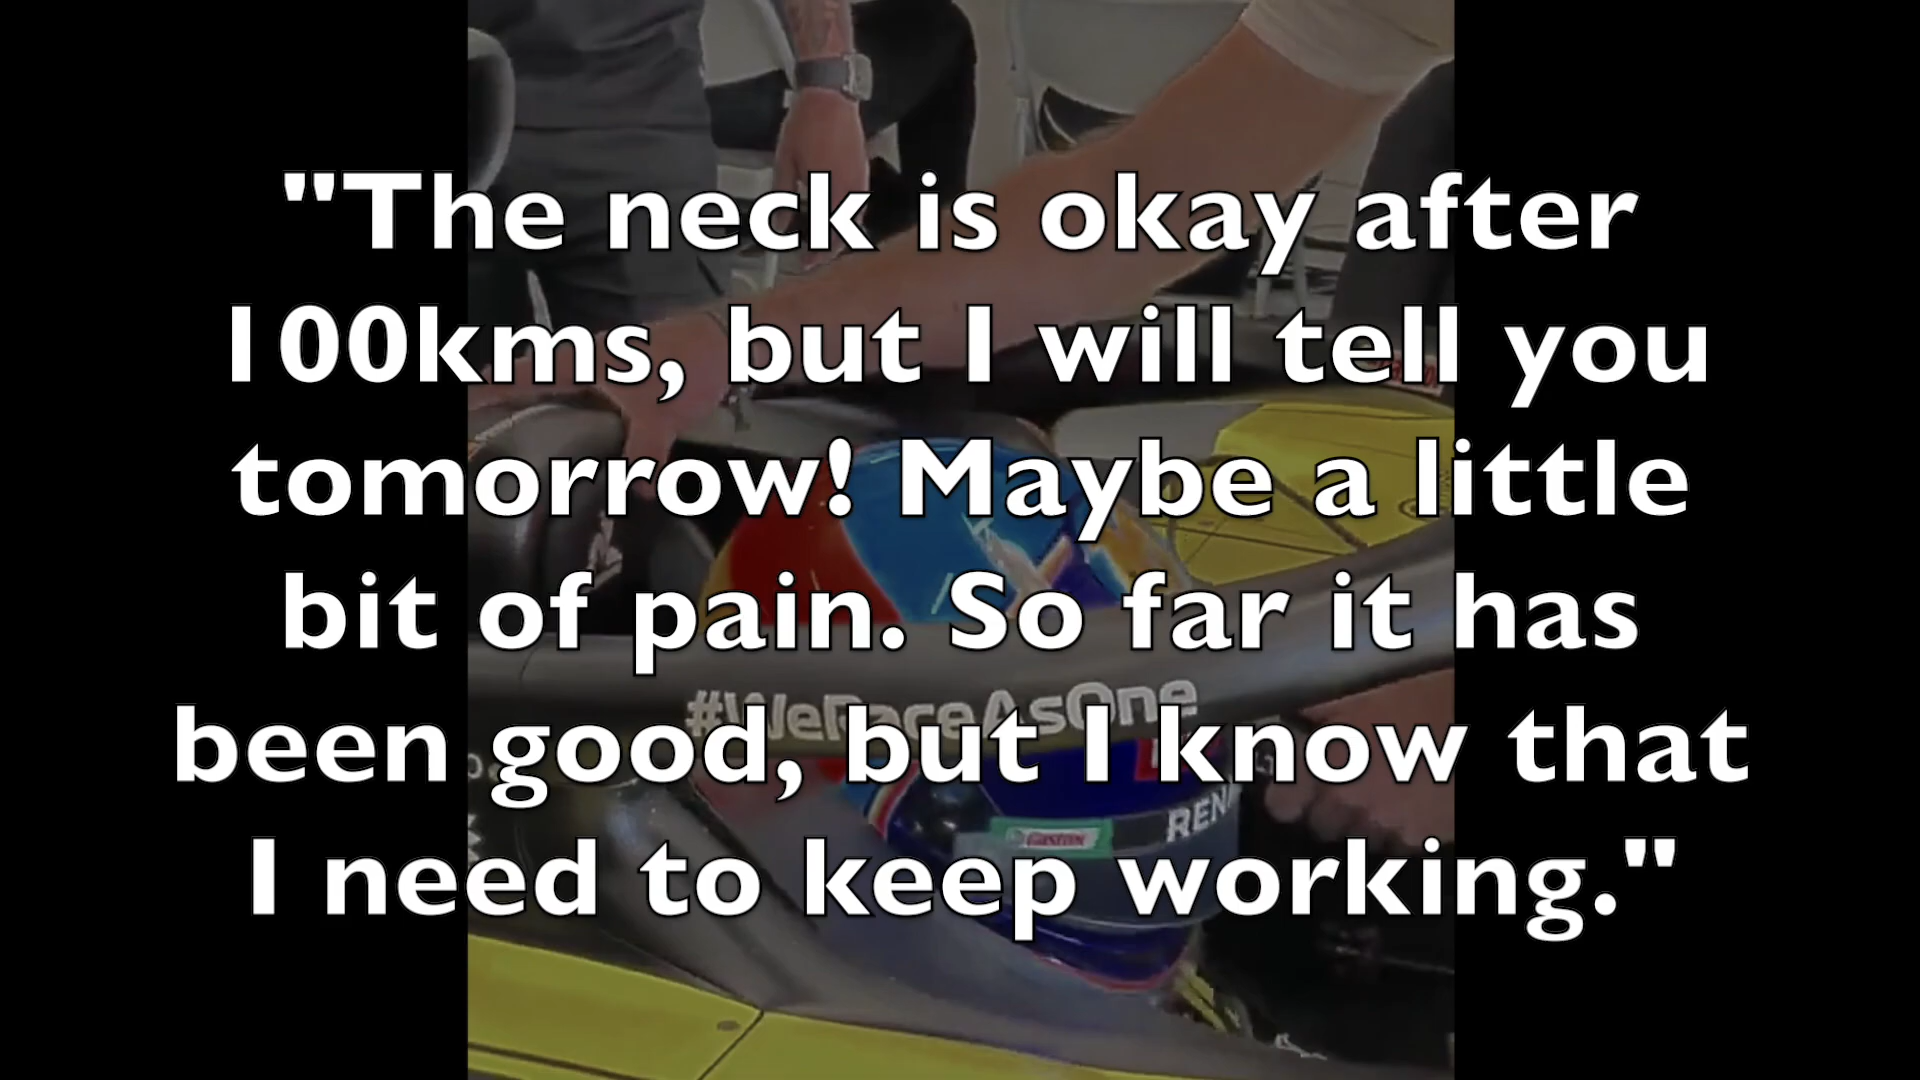 "The neck is okay after
100kms, but I will tell you
tomorrow! Maybe a little
bit of pain. So far it has
been good, but I know that
I need to keep working."
#WeRaceAsOne
Castrol